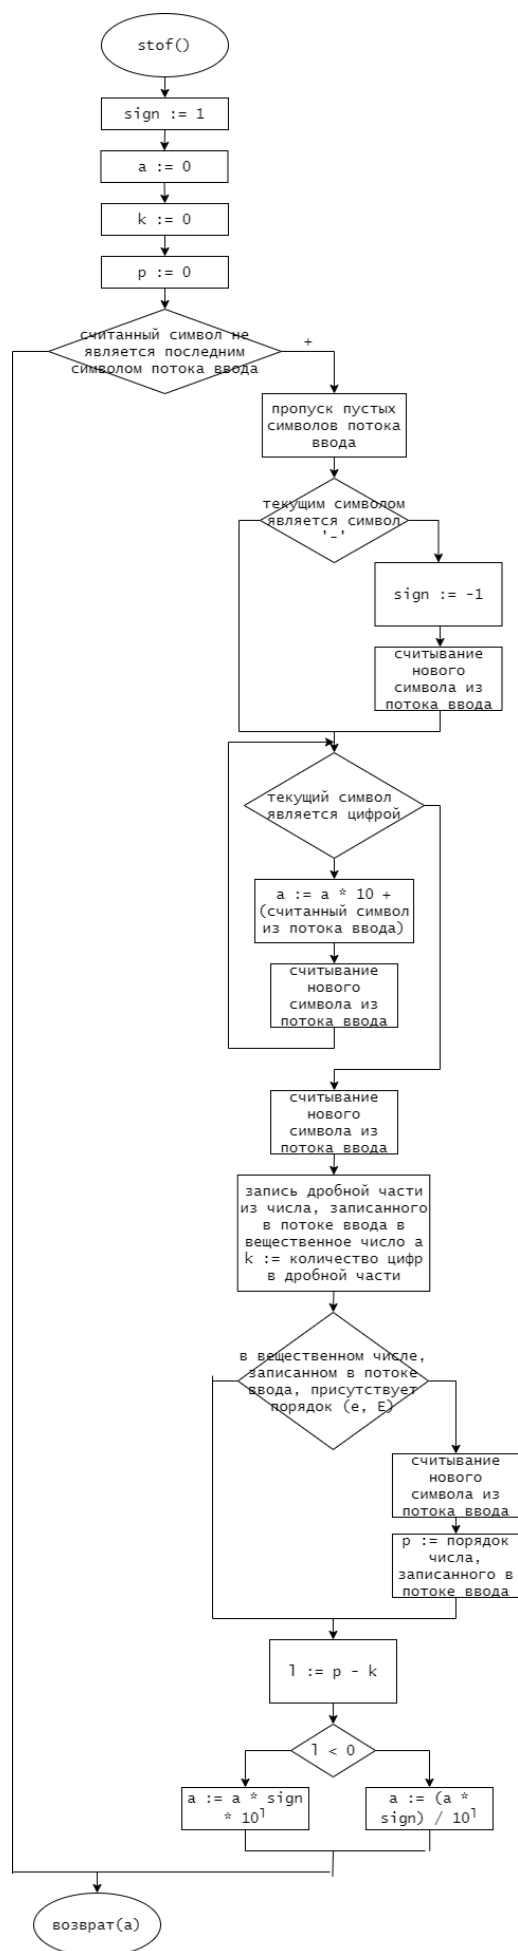 stof()
sign := 1
a := 0
k := 0
p := 0
считанный символ не
является последним
символом потока ввода
+
пропуск пустых
символов потока
ввода
текущим символом
является символ
'-'
sign := -1
считывание
нового
символа из
потока ввода
текущий символ
является цифрой
a := a * 10 +
(считанный символ
из потока ввода)
считывание
нового
символа из
потока ввода
считывание
нового
символа из
потока ввода
запись дробной части
из числа, записанного
в потоке ввода в
вещественное число a
k := количество цифр
в дробной части
в вещественном числе,
записанном в потоке
ввода, присутствует
порядок (e, E)
считывание
нового
символа из
потока ввода
p := порядок
числа,
записанного в
потоке ввода
l := p - k
l < 0
a := a * sign
* 10^l
a := (a *
sign) / 10^l
возврат(a)